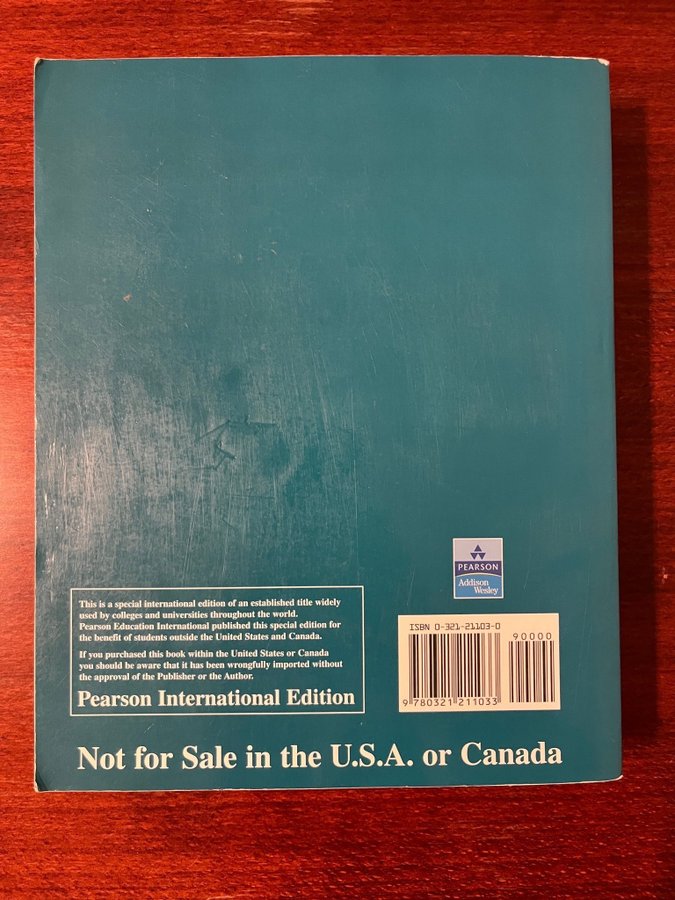 PEARSON
Addison
Wesley
This is a special international edition of an established title widely
used by colleges and universities throughout the world.
Pearson Education International published this special edition for
the benefit of students outside the United States and Canada.
If you purchased this book within the United States or Canada
you should be aware that it has been wrongfully imported without
the approval of the Publisher or the Author.
Pearson International Edition
ISBN 0-321-21103-0
90000
9 780321 211033
Not for Sale in the U.S.A. or Canada